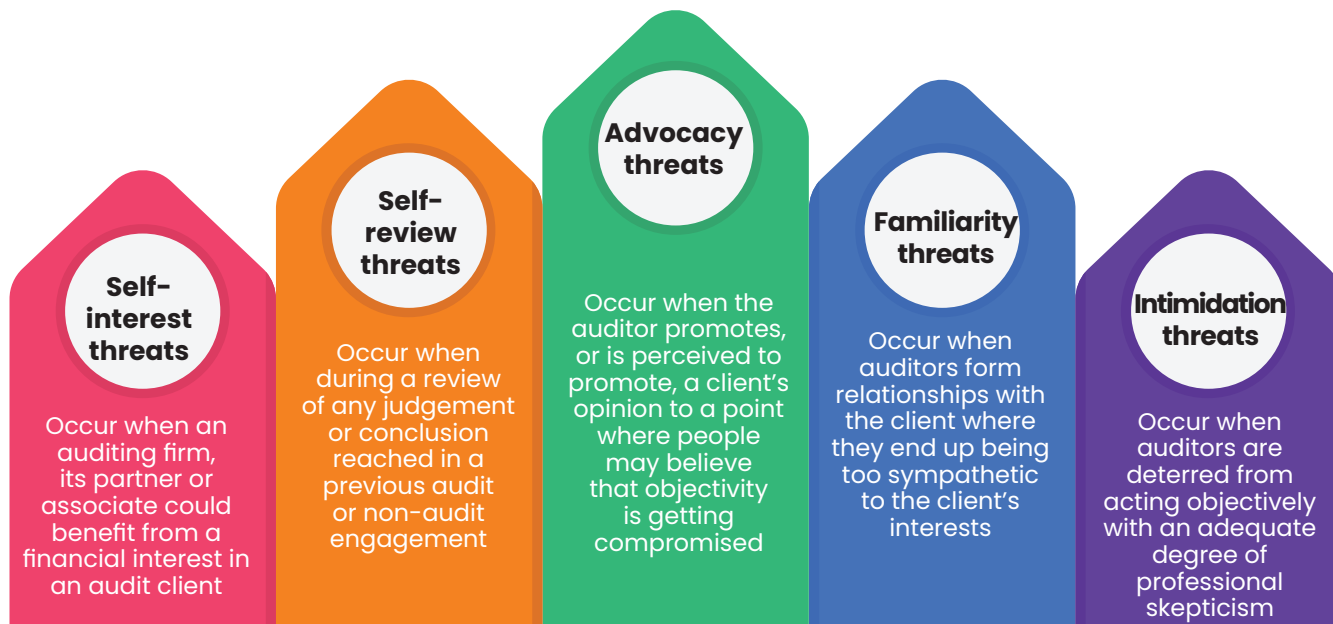 Self-
interest
threats
Occur when an
auditing firm,
its partner or
associate could
benefit from a
financial interest in
an audit client
Self-
review
threats
Occur when
during a review
of any judgement
or conclusion
reached in a
previous audit
or non-audit
engagement
Advocacy
threats
Occur when the
auditor promotes,
or is perceived to
promote, a client's
opinion to a point
where people
may believe
that objectivity
is getting
compromised
Familiarity
threats
Occur when
auditors form
relationships with
the client where
they end up being
too sympathetic
to the client's
interests
Intimidation
threats
Occur when
auditors are
deterred from
acting objectively
with an adequate
degree of
professional
skepticism